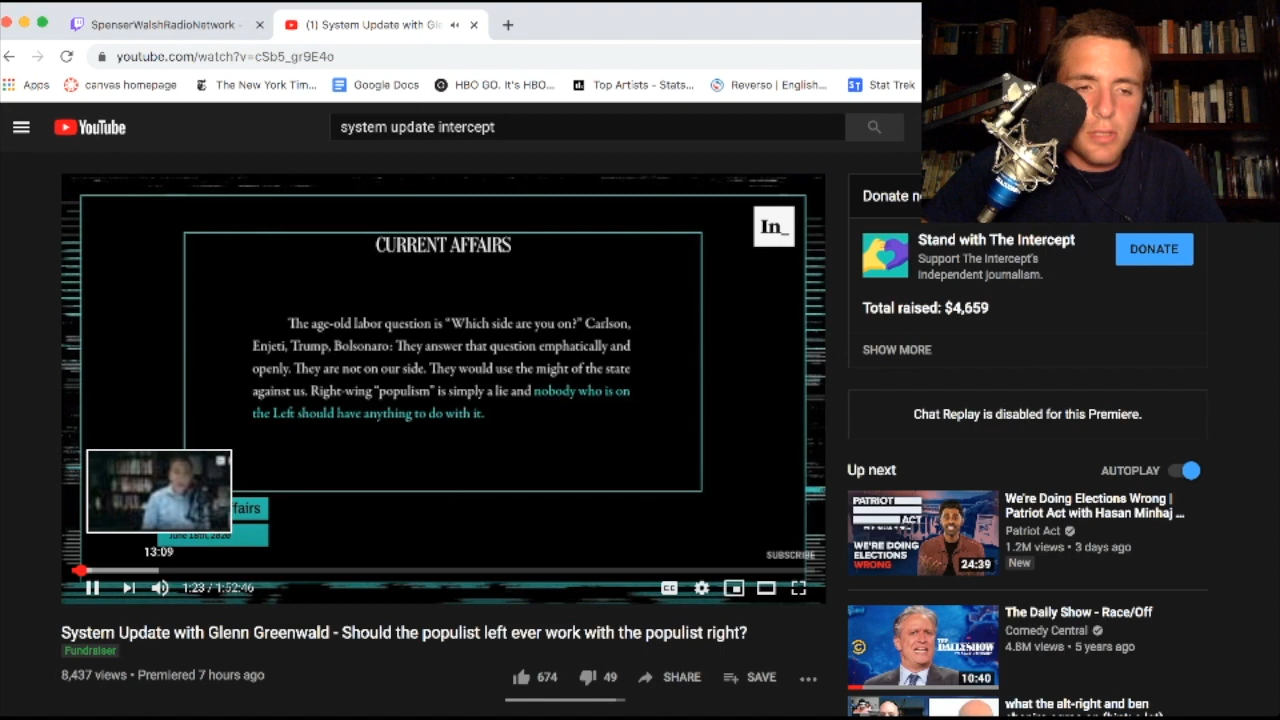 SpenserWalshRadioNetwork -
(1) System Update with Gle
youtube.com/watch?v=cSb5_gr9E4o
Apps
canvas homepage
The New York Tim...
Google Docs
HBO GO. It's HBO...
Top Artists - Stats...
Reverso | English...
Stat Trek
YouTube
system update intercept
In_
CURRENT AFFAIRS
The age-old labor question is “Which side are you on?” Carlson,
Enjeti, Trump, Bolsonaro: They answer that question emphatically and
openly. They are not on our side. They would use the might of the state
against us. Right-wing “populism” is simply a lie and nobody who is on
the Left should have anything to do with it.
ffairs
June 18th, 2020
13:09
SUBSCRIBE
1:23 / 1:52:46
CC
System Update with Glenn Greenwald - Should the populist left ever work with the populist right?
Fundraiser
8,437 views • Premiered 7 hours ago
674
49
SHARE
SAVE
Donate n
Stand with The Intercept
Support The Intercept's
independent journalism.
DONATE
Total raised: $4,659
SHOW MORE
Chat Replay is disabled for this Premiere.
Up next
AUTOPLAY
PATRIOT
ACT
WE'RE DOING
ELECTIONS
WRONG
24:39
We're Doing Elections Wrong |
Patriot Act with Hasan Minhaj ...
Patriot Act
1.2M views • 3 days ago
New
THE DAILY SHOW
10:40
The Daily Show - Race/Off
Comedy Central
4.8M views • 5 years ago
what the alt-right and ben